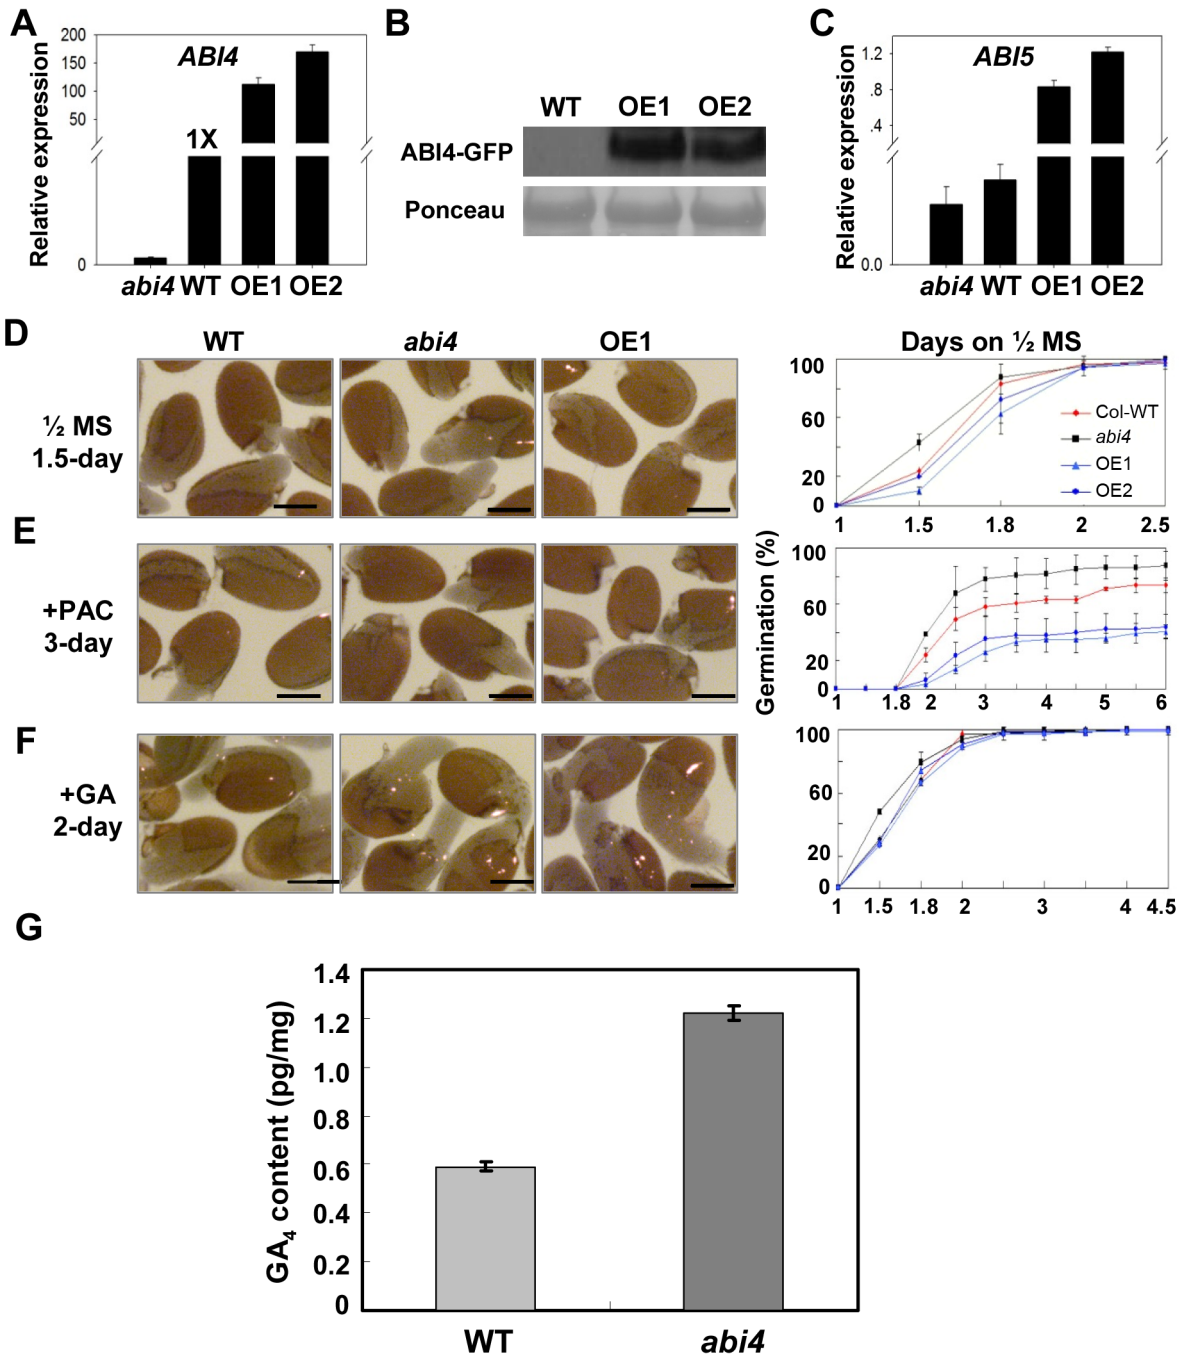 A
Relative expression
200
150
100
50
0
ABI4
1X
abi4 WT OE1 OE2
B
WT OE1 OE2
ABI4-GFP
Ponceau
C
Relative expression
1.2
.8
.4
0.0
ABI5
abi4 WT OE1 OE2
D
WT abi4 OE1
½ MS
1.5-day
Days on ½ MS
100
60
20
0
Col-WT
abi4
OE1
OE2
1 1.5 1.8 2 2.5
E
+PAC
3-day
Germination (%)
100
60
20
0
1 1.8 2 3 4 5 6
F
+GA
2-day
100
60
20
0
1 1.5 1.8 2 3 4 4.5
G
GA4 content (pg/mg)
1.4
1.2
1.0
0.8
0.6
0.4
0.2
0
WT abi4